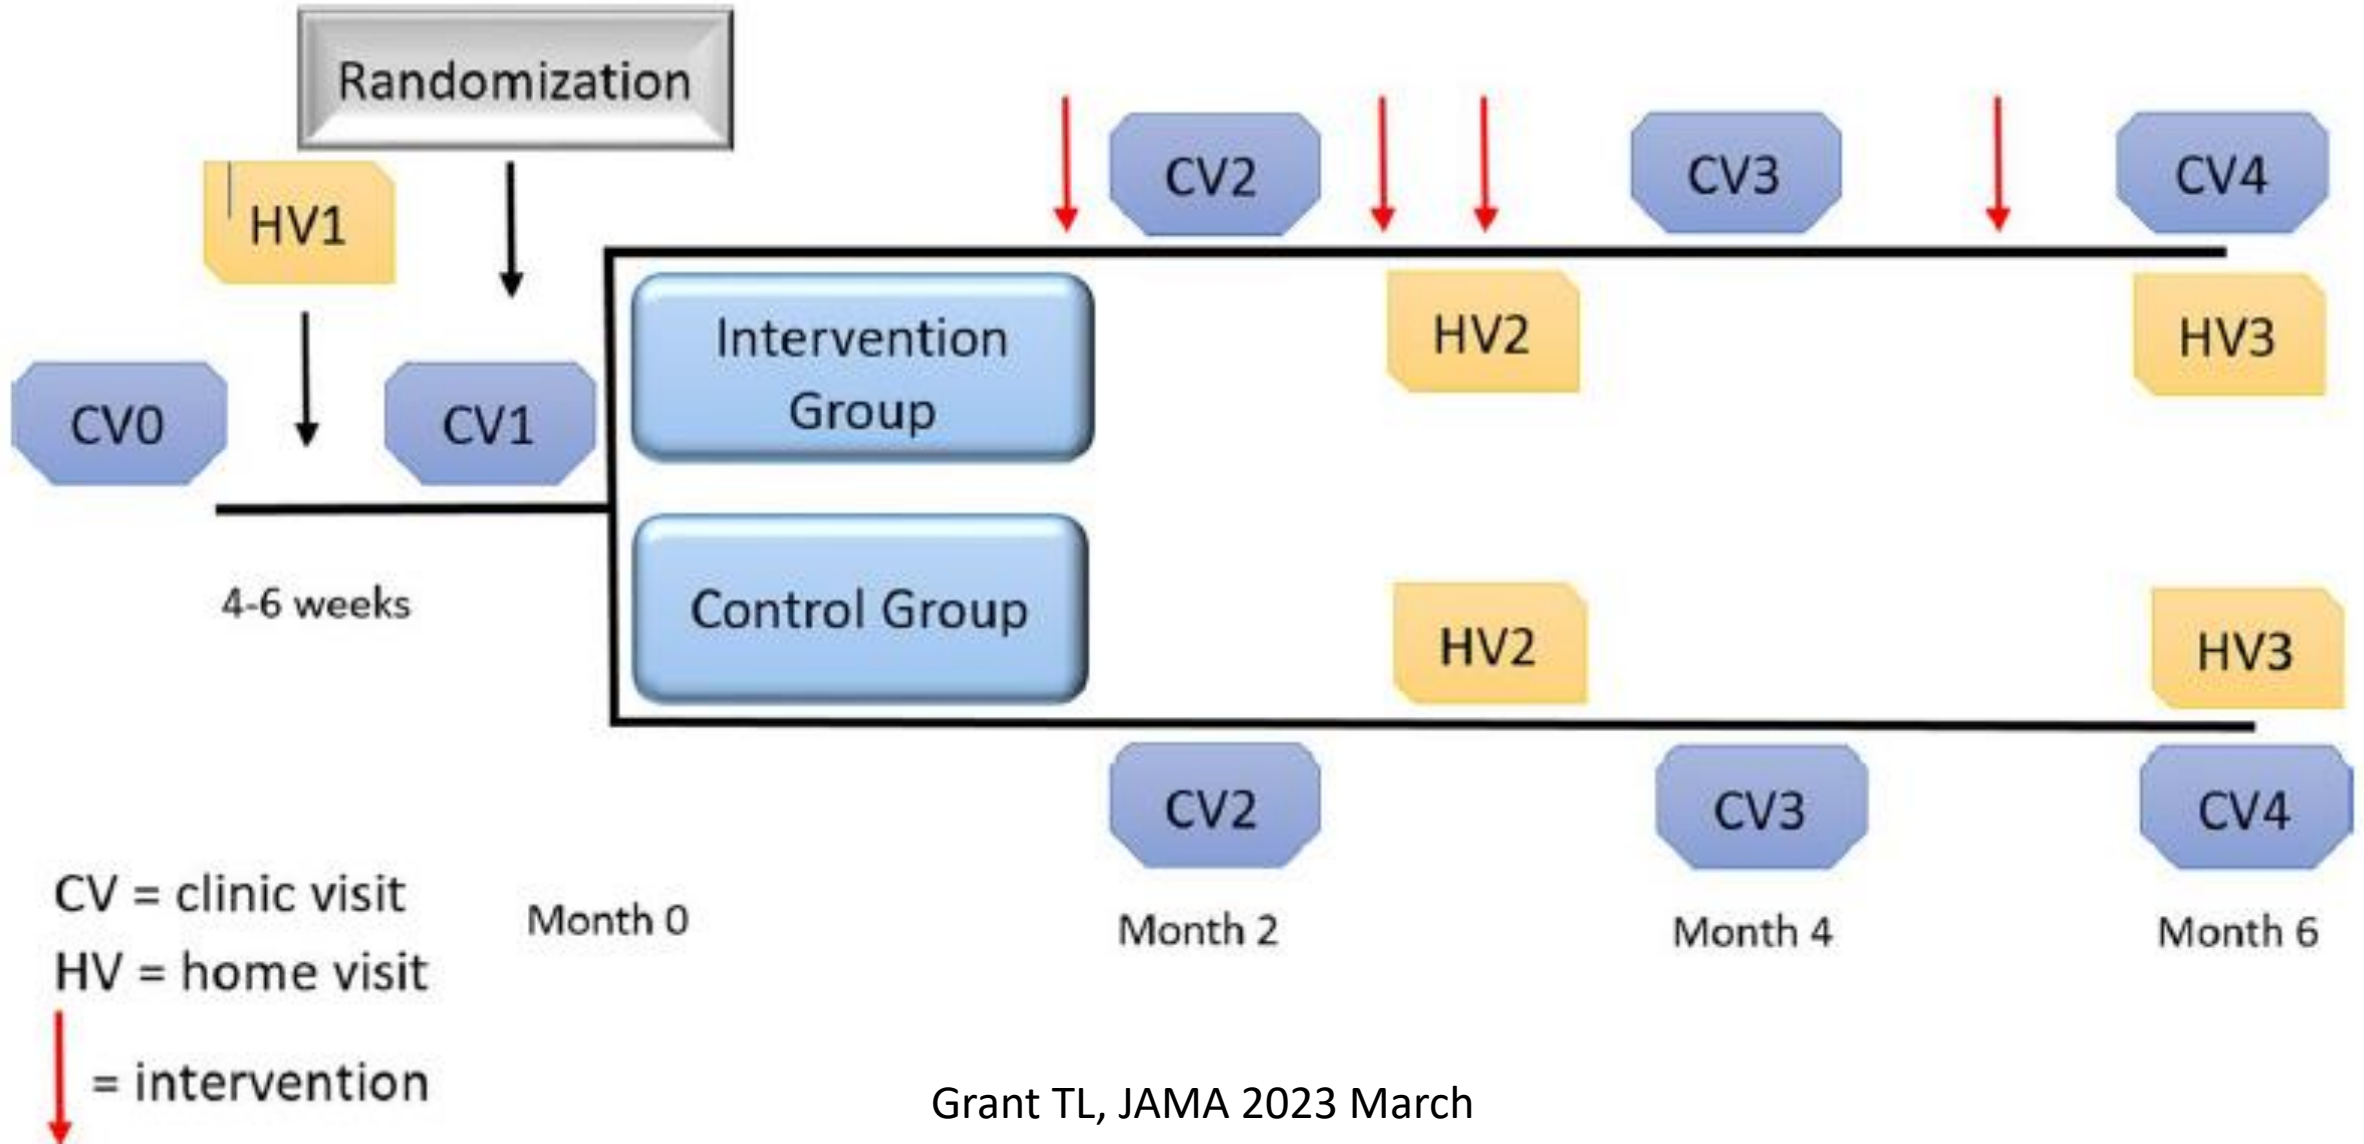 Randomization
HV1
CV2
CV3
CV4
CV0
CV1
Intervention
Group
HV2
HV3
4-6 weeks
Control Group
HV2
HV3
CV2
CV3
CV4
CV = clinic visit
Month 0
Month 2
Month 4
Month 6
HV = home visit
= intervention
Grant TL, JAMA 2023 March